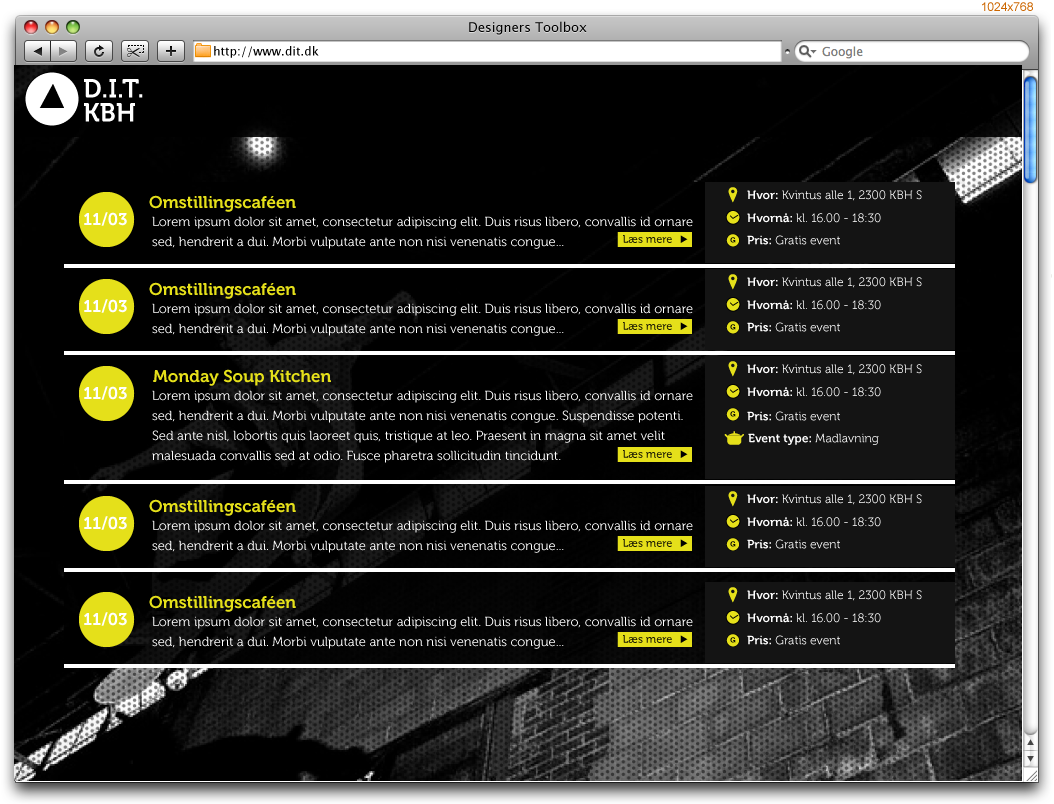 1024x768
Designers Toolbox
http://www.dit.dk
Google
D.I.T.
KBH
11/03
Omstillingscaféen
Lorem ipsum dolor sit amet, consectetur adipiscing elit. Duis risus libero, convallis id ornare
sed, hendrerit a dui. Morbi vulputate ante non nisi venenatis congue...
Læs mere
Hvor: Kvintus alle 1, 2300 KBH S
Hvornå: kl. 16.00 - 18:30
G
Pris: Gratis event
11/03
Omstillingscaféen
Lorem ipsum dolor sit amet, consectetur adipiscing elit. Duis risus libero, convallis id ornare
sed, hendrerit a dui. Morbi vulputate ante non nisi venenatis congue...
Læs mere
Hvor: Kvintus alle 1, 2300 KBH S
Hvornå: kl. 16.00 - 18:30
G
Pris: Gratis event
11/03
Monday Soup Kitchen
Lorem ipsum dolor sit amet, consectetur adipiscing elit. Duis risus libero, convallis id ornare
sed, hendrerit a dui. Morbi vulputate ante non nisi venenatis congue. Suspendisse potenti.
Sed ante nisl, lobortis quis laoreet quis, tristique at leo. Praesent in magna sit amet velit
malesuada convallis sed at odio. Fusce pharetra sollicitudin tincidunt.
Læs mere
Hvor: Kvintus alle 1, 2300 KBH S
Hvornå: kl. 16.00 - 18:30
G
Pris: Gratis event
Event type: Madlavning
11/03
Omstillingscaféen
Lorem ipsum dolor sit amet, consectetur adipiscing elit. Duis risus libero, convallis id ornare
sed, hendrerit a dui. Morbi vulputate ante non nisi venenatis congue...
Læs mere
Hvor: Kvintus alle 1, 2300 KBH S
Hvornå: kl. 16.00 - 18:30
G
Pris: Gratis event
11/03
Omstillingscaféen
Lorem ipsum dolor sit amet, consectetur adipiscing elit. Duis risus libero, convallis id ornare
sed, hendrerit a dui. Morbi vulputate ante non nisi venenatis congue...
Læs mere
Hvor: Kvintus alle 1, 2300 KBH S
Hvornå: kl. 16.00 - 18:30
G
Pris: Gratis event